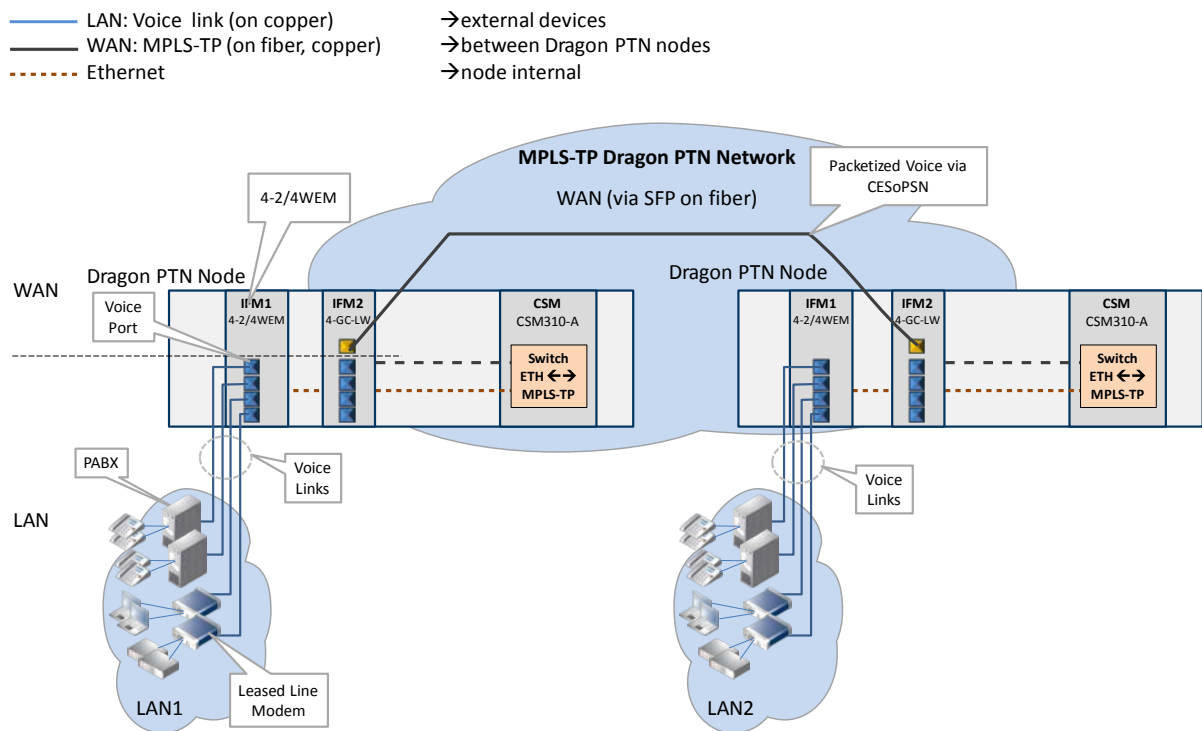 LAN: Voice link (on copper) →external devices
WAN: MPLS-TP (on fiber, copper) →between Dragon PTN nodes
Ethernet →node internal
MPLS-TP Dragon PTN Network
WAN (via SFP on fiber)
Packetized Voice via
CESoPSN
4-2/4WEM
Dragon PTN Node
Dragon PTN Node
WAN
Voice
Port
IFM1
4-2/4WEM
IFM2
4-GC-LW
CSM
CSM310-A
Switch
ETH ←→
MPLS-TP
IFM1
4-2/4WEM
IFM2
4-GC-LW
CSM
CSM310-A
Switch
ETH ←→
MPLS-TP
PABX
Voice
Links
Voice
Links
LAN
Leased Line
Modem
LAN1
LAN2